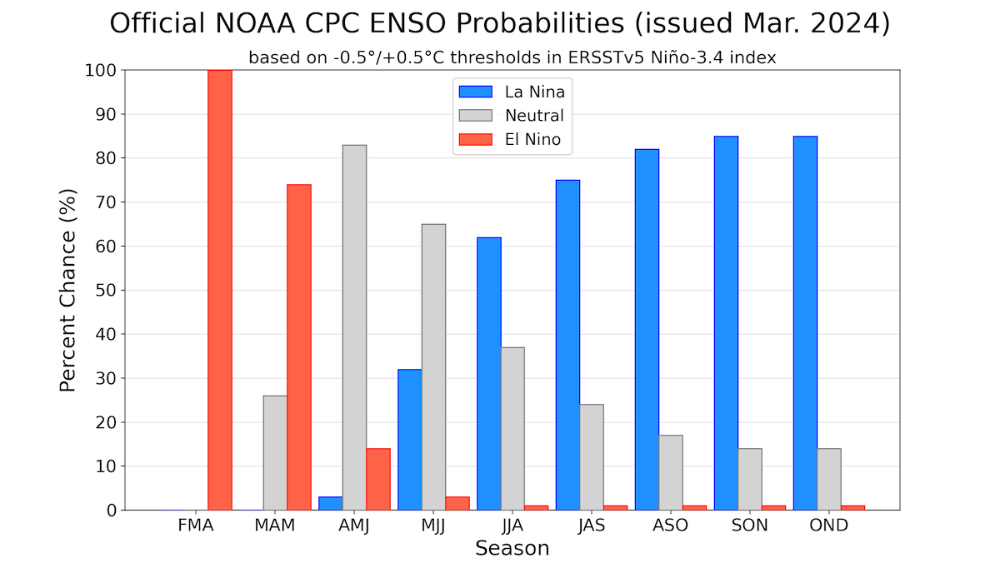 Official NOAA CPC ENSO Probabilities (issued Mar. 2024)
based on -0.5°/+0.5°C thresholds in ERSSTv5 Niño-3.4 index
La Nina
Neutral
El Nino
Percent Chance (%)
100
90
80
70
60
50
40
30
20
10
0
FMA MAM AMJ MJJ JJA JAS ASO SON OND
Season